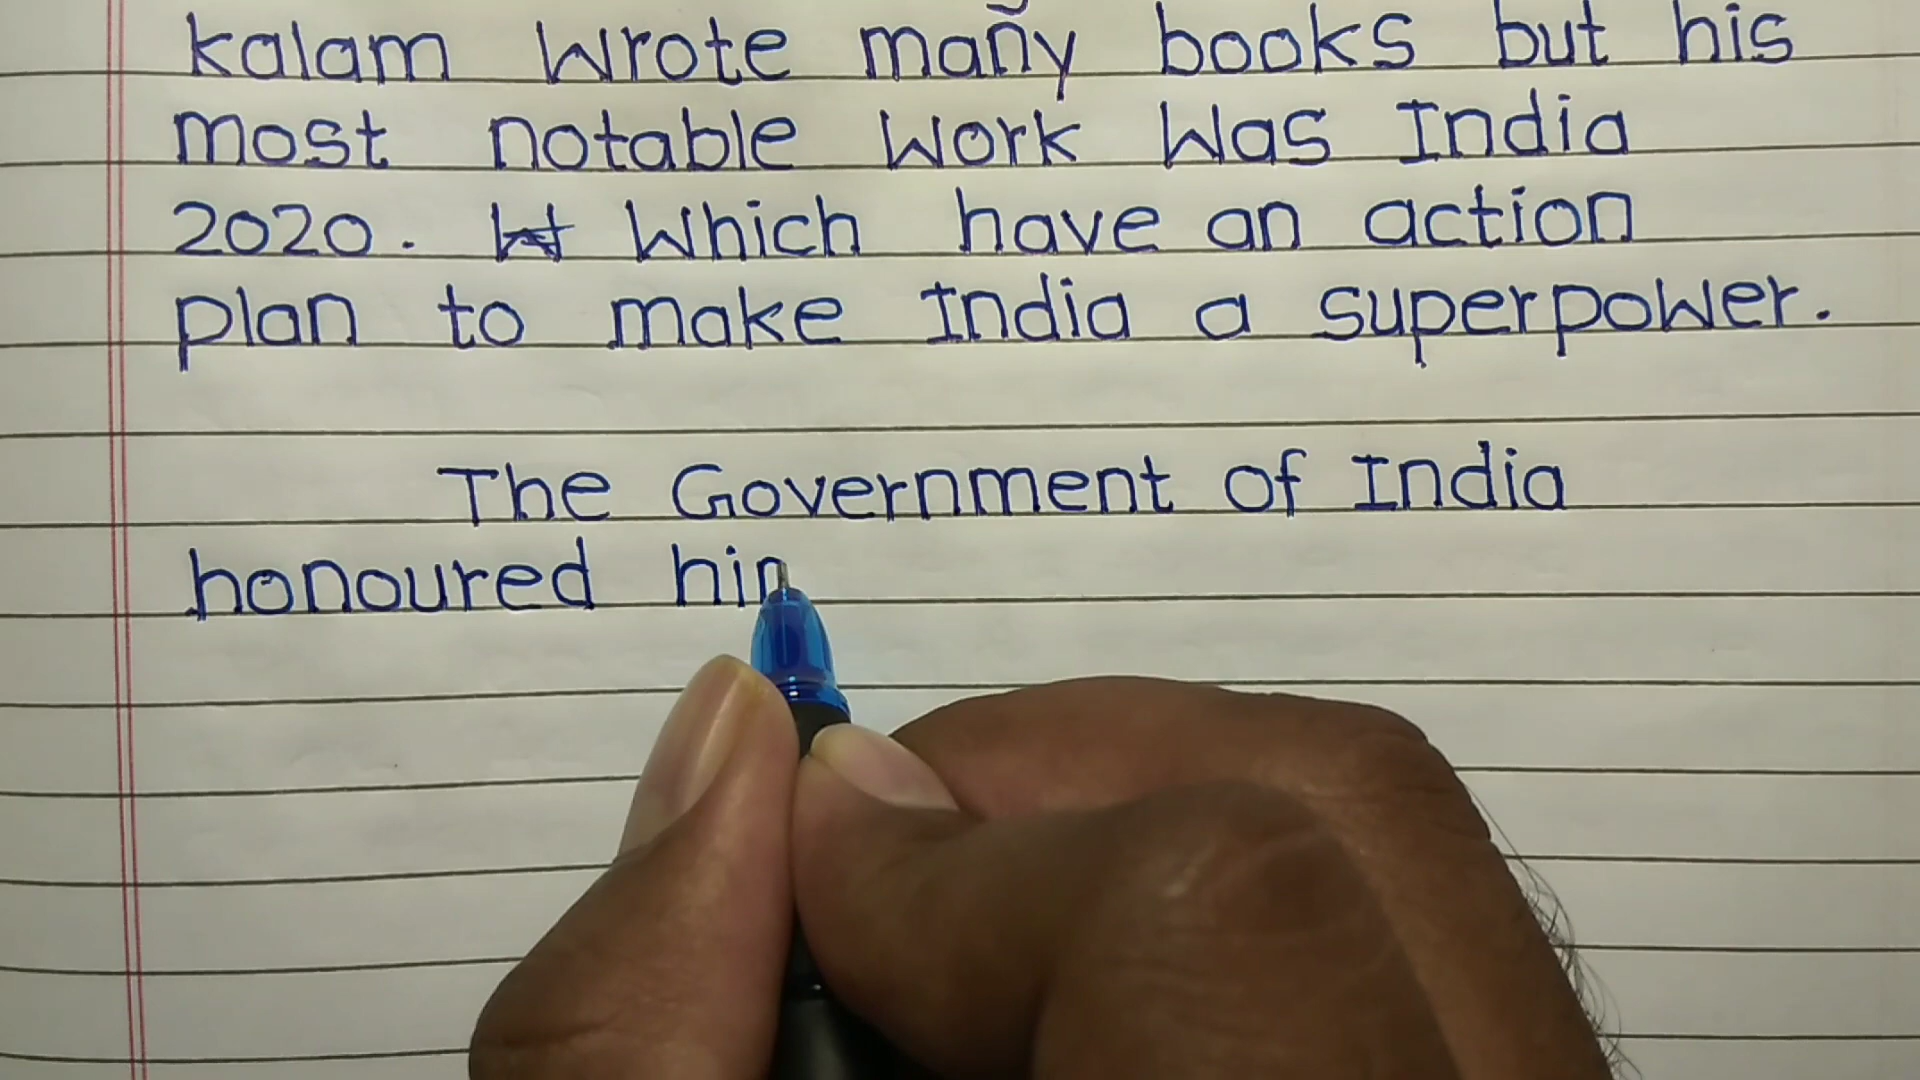 kalam wrote many books but his
most notable work was India
2020. which have an action
plan to make India a superpower.
The Government of India
honoured